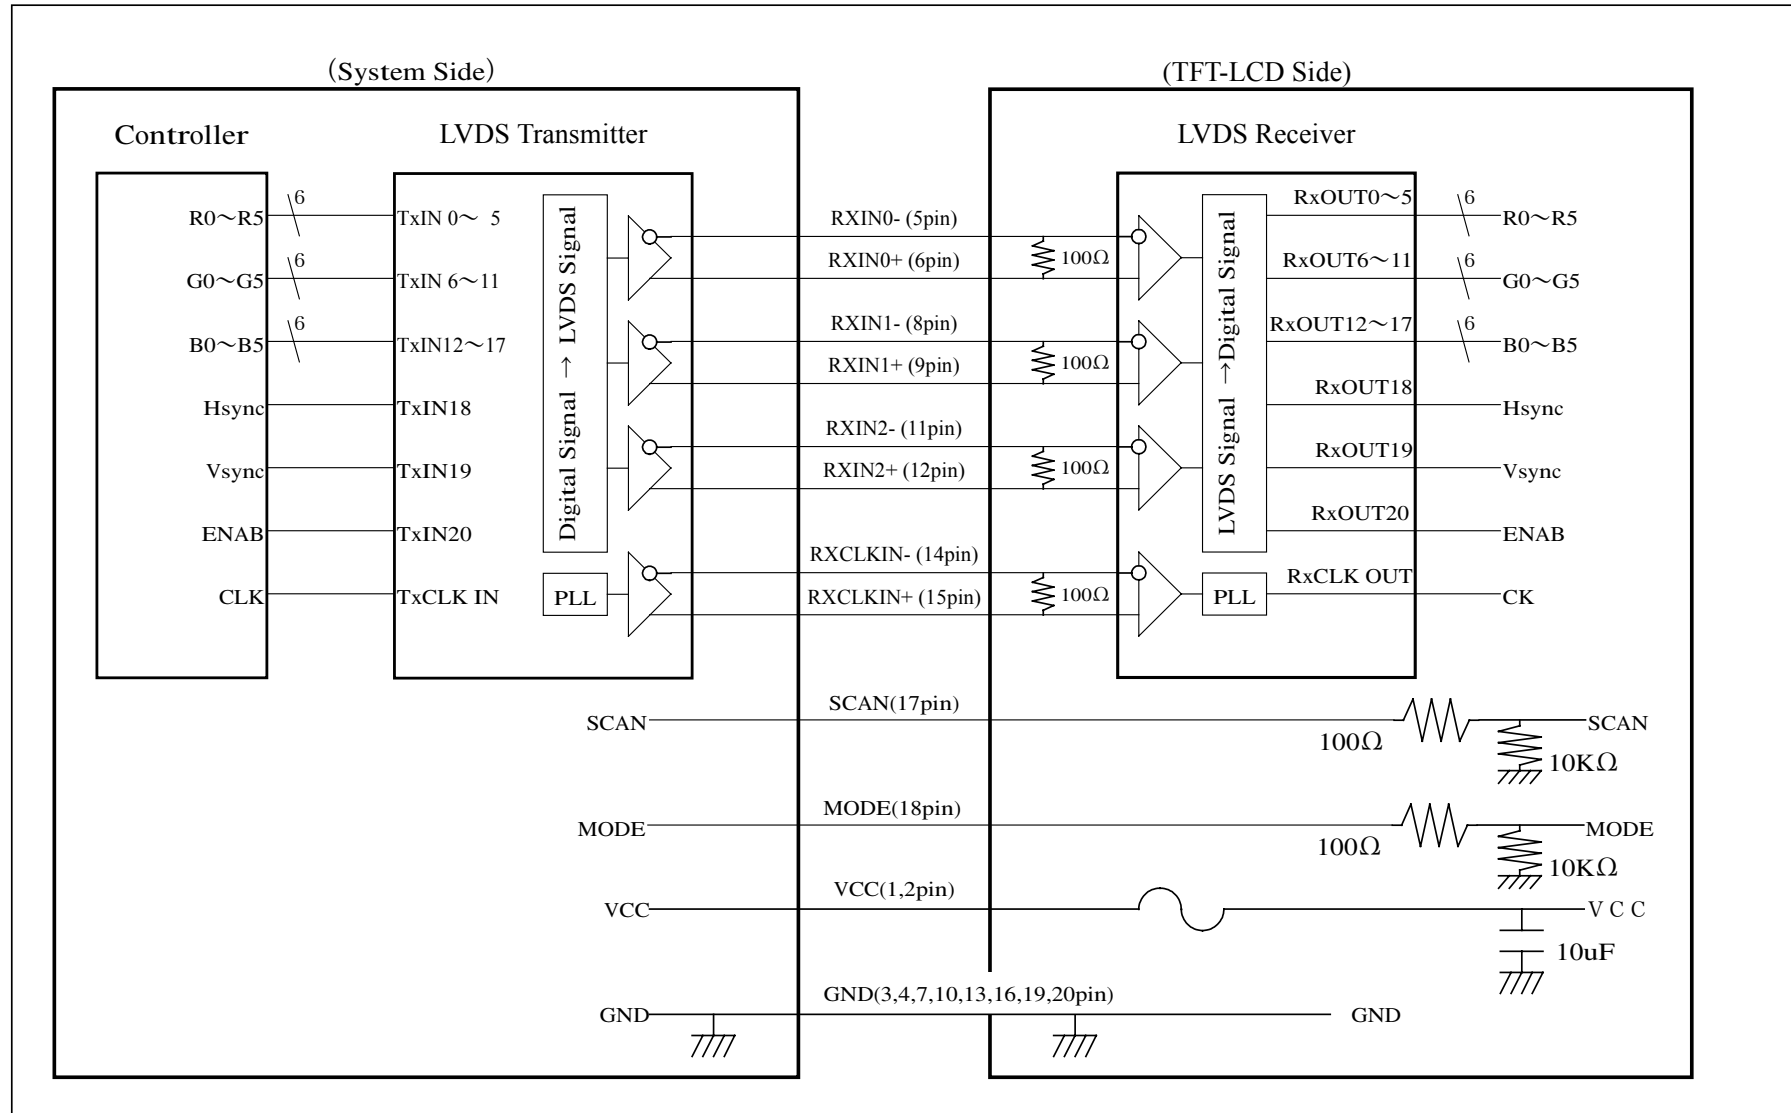 (System Side)
(TFT-LCD Side)
Controller
LVDS Transmitter
LVDS Receiver
R0～R5
6
TxIN 0～ 5
G0～G5
6
TxIN 6～11
B0～B5
6
TxIN12～17
Hsync
TxIN18
Vsync
TxIN19
ENAB
TxIN20
CLK
TxCLK IN
Digital Signal → LVDS Signal
PLL
RXIN0- (5pin)
RXIN0+ (6pin)
100Ω
RXIN1- (8pin)
RXIN1+ (9pin)
100Ω
RXIN2- (11pin)
RXIN2+ (12pin)
100Ω
RXCLKIN- (14pin)
RXCLKIN+ (15pin)
100Ω
LVDS Signal →Digital Signal
PLL
RxOUT0～5
6
R0～R5
RxOUT6～11
6
G0～G5
RxOUT12～17
6
B0～B5
RxOUT18
Hsync
RxOUT19
Vsync
RxOUT20
ENAB
RxCLK OUT
CK
SCAN
SCAN(17pin)
100Ω
SCAN
10KΩ
MODE
MODE(18pin)
100Ω
MODE
10KΩ
VCC
VCC(1,2pin)
V C C
10uF
GND
GND(3,4,7,10,13,16,19,20pin)
GND